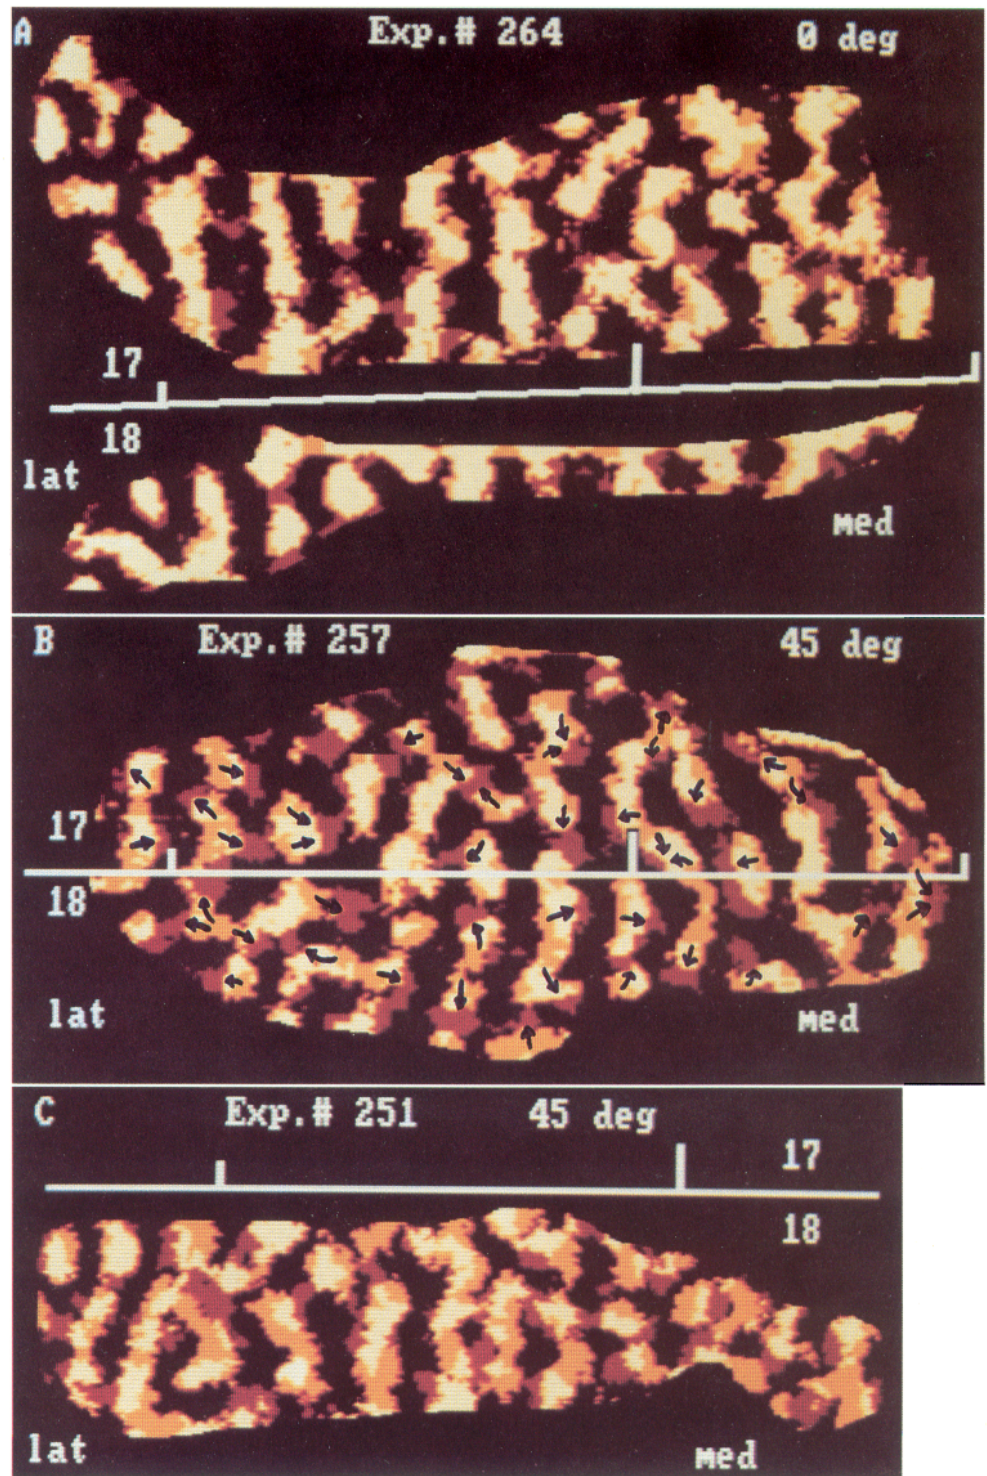 A Exp.# 264 0 deg
17
18
lat
med
B Exp.# 257 45 deg
17
18
lat
med
C Exp.# 251 45 deg
17
18
lat
med